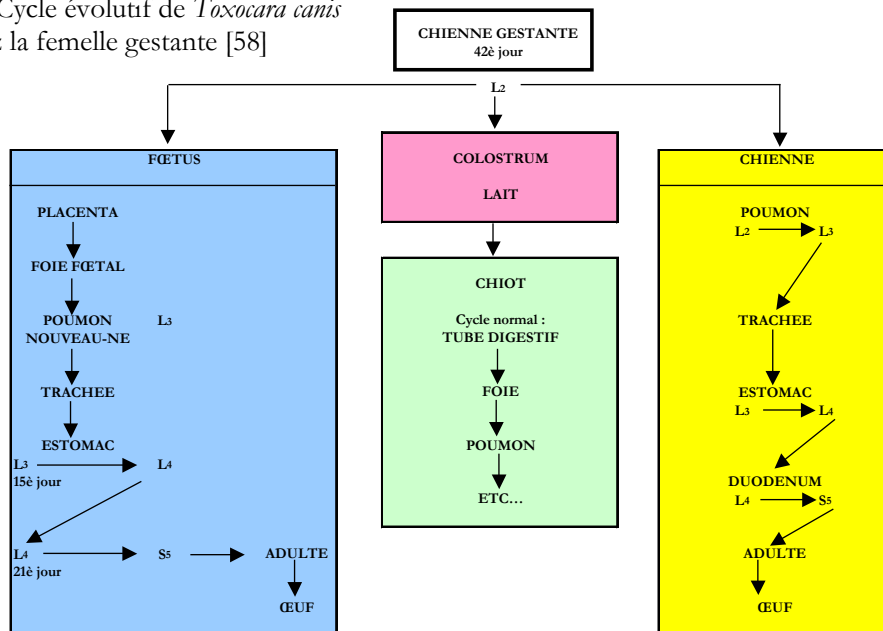 Cycle évolutif de Toxocara canis
la femelle gestante [58]
CHIENNE GESTANTE
42è jour
L2
FŒTUS
PLACENTA
FOIE FŒTAL
POUMON L3
NOUVEAU-NE
TRACHEE
ESTOMAC
L3 L4
15è jour
L4 S5 ADULTE
21è jour
ŒUF
COLOSTRUM
LAIT
CHIOT
Cycle normal :
TUBE DIGESTIF
FOIE
POUMON
ETC…
CHIENNE
POUMON
L2 L3
TRACHEE
ESTOMAC
L3 L4
DUODENUM
L4 S5
ADULTE
ŒUF